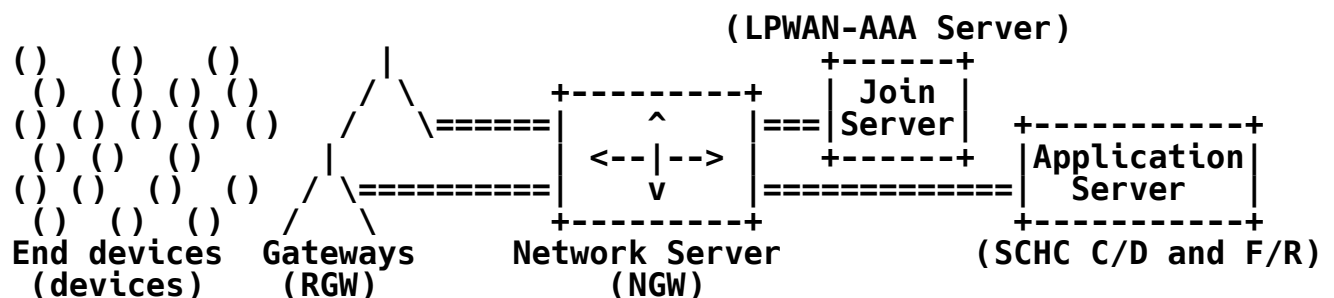 (LPWAN-AAA Server)
()   ()   ()       |                      +------+
 ()  () () ()     / \       +---------+   | Join |
() () () () ()   /   \======|    ^    |===|Server|  +-----------+
 () ()  ()      |           | <--|--> |   +------+  |Application|
() ()  ()  ()  / \==========|    v    |=============|  Server   |
 ()  ()  ()   /   \         +---------+             +-----------+
End devices  Gateways     Network Server          (SCHC C/D and F/R)
 (devices)    (RGW)            (NGW)